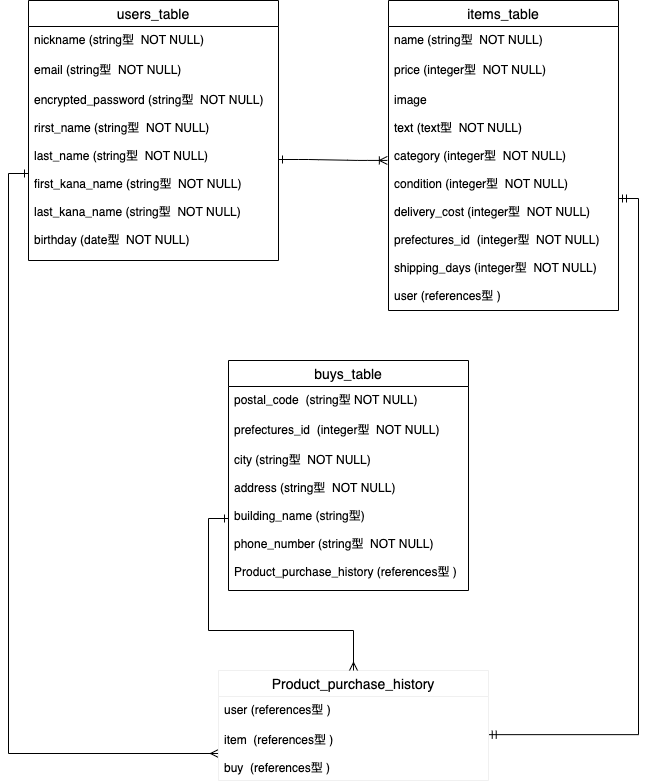 users_table
nickname (string型  NOT NULL)
email (string型  NOT NULL)
encrypted_password (string型  NOT NULL)
rirst_name (string型  NOT NULL)
last_name (string型  NOT NULL)
first_kana_name (string型  NOT NULL)
last_kana_name (string型  NOT NULL)
birthday (date型  NOT NULL)
items_table
name (string型  NOT NULL)
price (integer型  NOT NULL)
image
text (text型  NOT NULL)
category (integer型  NOT NULL)
condition (integer型  NOT NULL)
delivery_cost (integer型  NOT NULL)
prefectures_id  (integer型  NOT NULL)
shipping_days (integer型  NOT NULL)
user (references型 )
buys_table
postal_code  (string型 NOT NULL)
prefectures_id  (integer型  NOT NULL)
city (string型  NOT NULL)
address (string型  NOT NULL)
building_name (string型)
phone_number (string型  NOT NULL)
Product_purchase_history (references型 )
Product_purchase_history
user (references型 )
item  (references型 )
buy  (references型 )